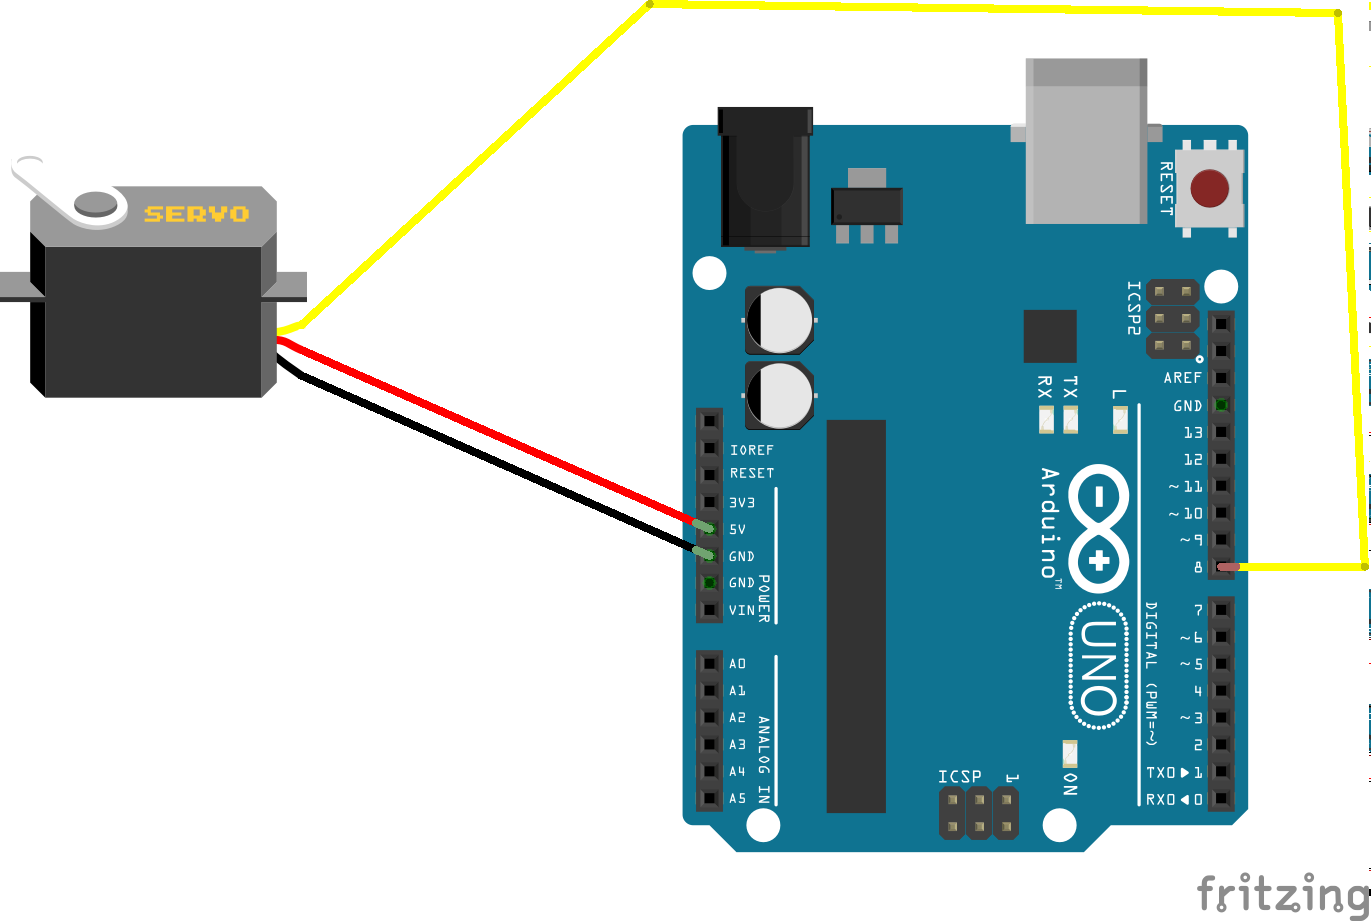 SERVO
RESET
ICSP2
IOREF
RESET
3V3
5V
GND
GND
VIN
POWER
A0
A1
A2
A3
A4
A5
ANALOG IN
RX
TX
L
Arduino™
UNO
ON
ICSP
1
AREF
GND
13
12
~11
~10
~9
8
7
~6
~5
4
~3
2
TX0▶1
RX0◀0
DIGITAL (PWM=~)
fritzing